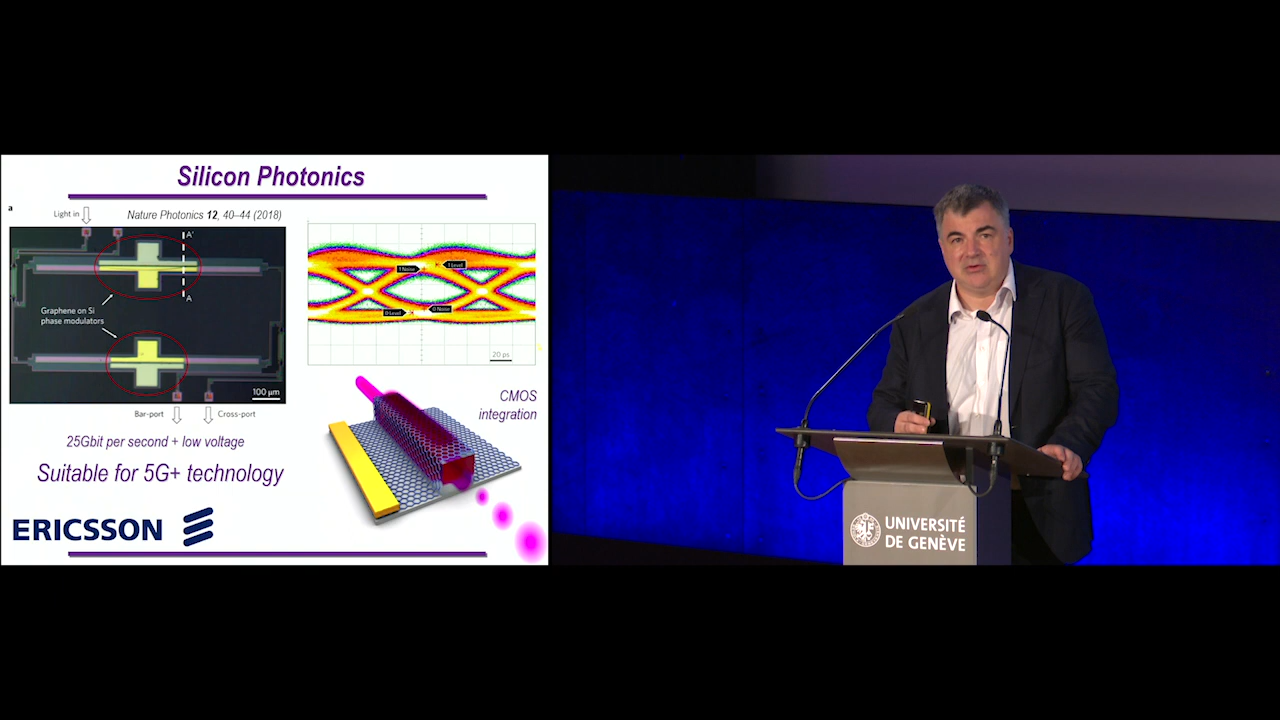 Silicon Photonics
a
Light in
Nature Photonics 12, 40–44 (2018)
A'
A
Graphene on Si
phase modulators
100 µm
Bar-port
Cross-port
1 Noise
1 Level
0 Level
0 Noise
20 ps
CMOS
integration
25Gbit per second + low voltage
Suitable for 5G+ technology
ERICSSON
UNIVERSITÉ
DE GENÈVE